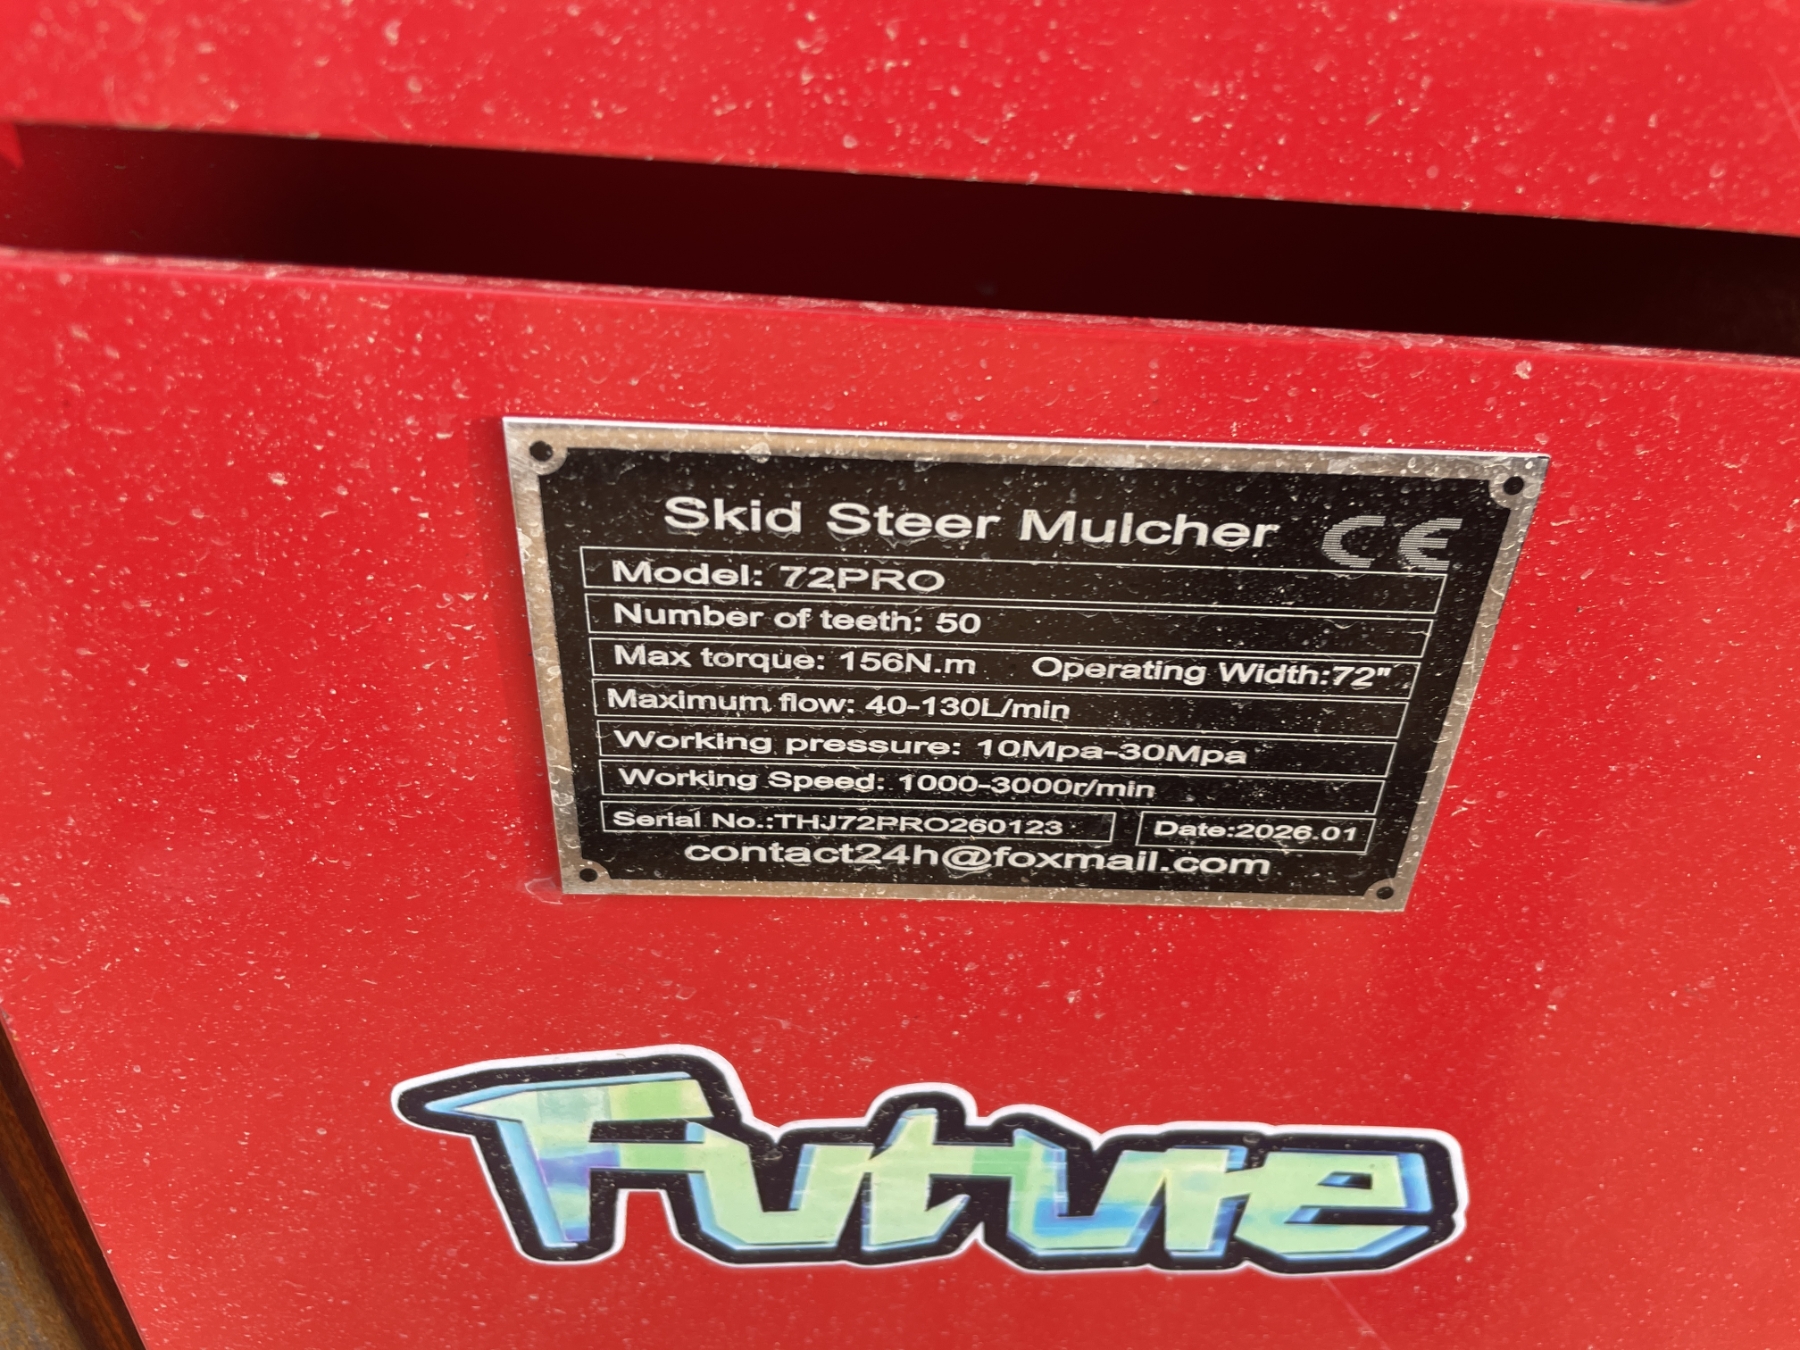 Skid Steer Mulcher CE
Model: 72PRO
Number of teeth: 50
Max torque: 156N.m Operating Width:72"
Maximum flow: 40-130L/min
Working pressure: 10Mpa-30Mpa
Working Speed: 1000-3000r/min
Serial No.:THJ72PRO260123 Date:2026.01
contact24h@foxmail.com
Future